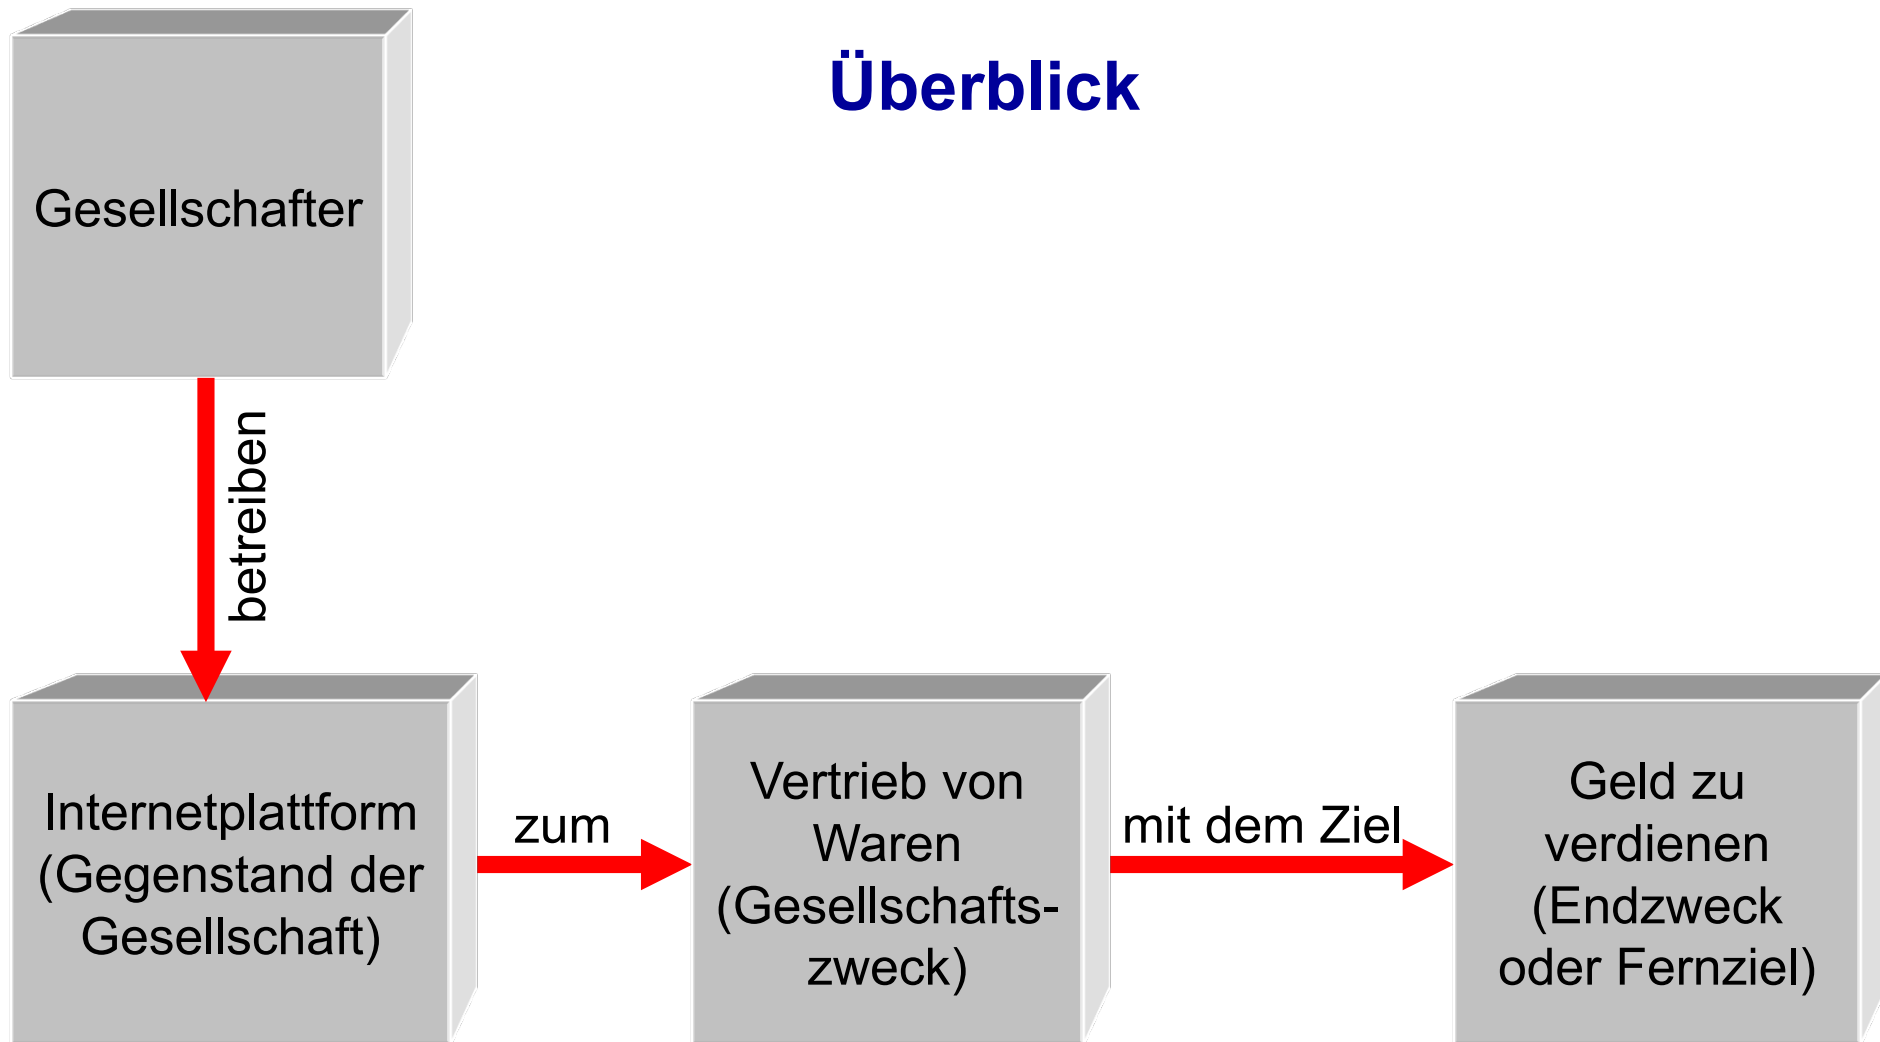 Überblick
Gesellschafter
betreiben
Internetplattform
(Gegenstand der
Gesellschaft)
zum
Vertrieb von
Waren
(Gesellschafts-
zweck)
mit dem Ziel
Geld zu
verdienen
(Endzweck
oder Fernziel)